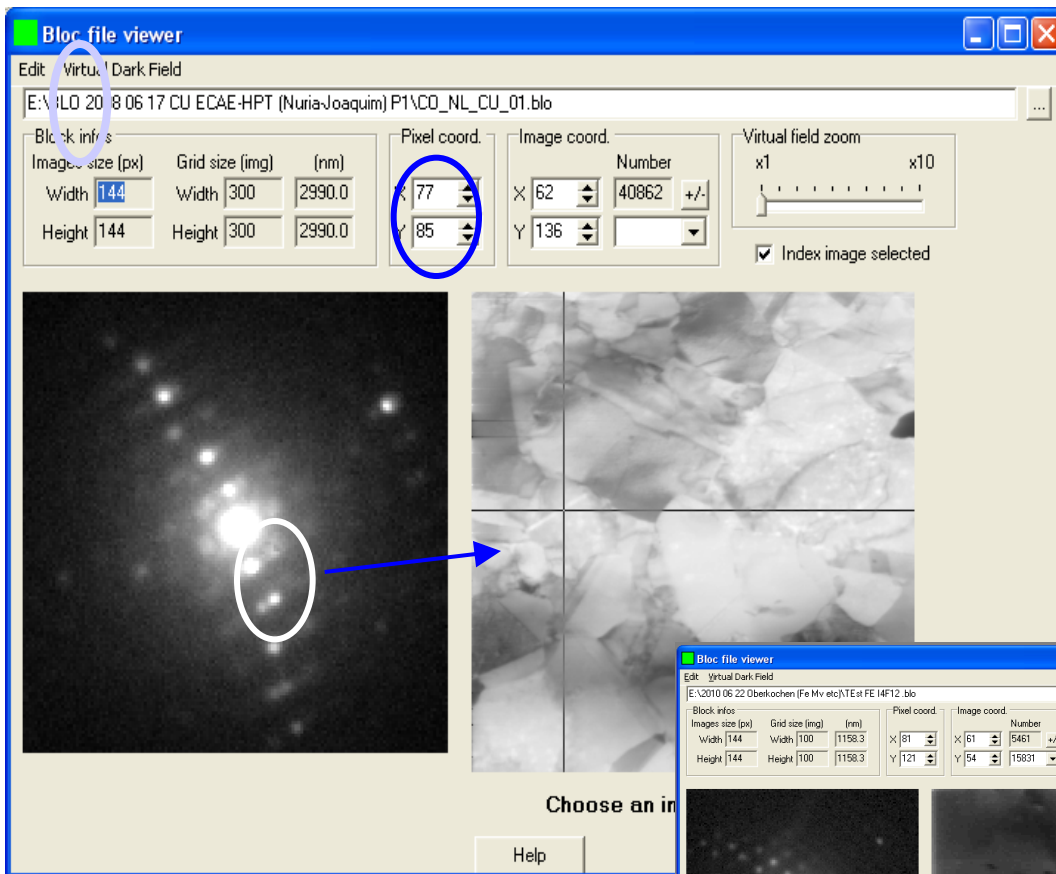 Bloc file viewer
Edit Virtual Dark Field
CU ECAE-HPT (Nuria-Joaquim) P1\CO_NL_CU_01.blo
...
Block infos
Pixel coord.
Image coord.
Virtual field zoom
Images size (px) Grid size (img) (nm)
Number
x1 x10
Width 144 Width 300 2990.0 X 77 X 62 40862 +/-
Height 144 Height 300 2990.0 Y 85 Y 136
Index image selected
Choose an
Help
Bloc file viewer
Edit Virtual Dark Field
E:\2010 06 22 Oberkochen (Fe Mv etc)\TEst FE I4F12 .blo
Block infos
Pixel coord.
Image coord.
Images size (px) Grid size (img) (nm)
Number
Width 144 Width 100 1158.3 X 81 X 61 5461
Height 144 Height 100 1158.3 Y 121 Y 54 15831